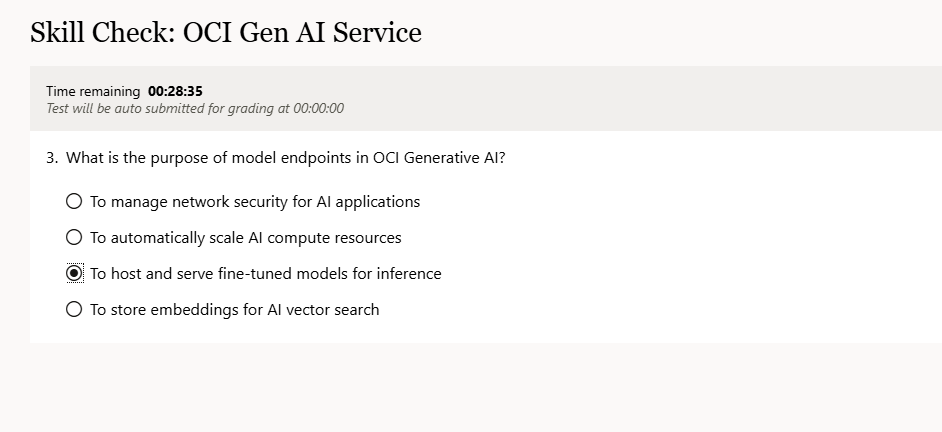 Skill Check: OCI Gen AI Service
Time remaining 00:28:35
Test will be auto submitted for grading at 00:00:00
3. What is the purpose of model endpoints in OCI Generative AI?
To manage network security for AI applications
To automatically scale AI compute resources
To host and serve fine-tuned models for inference
To store embeddings for AI vector search